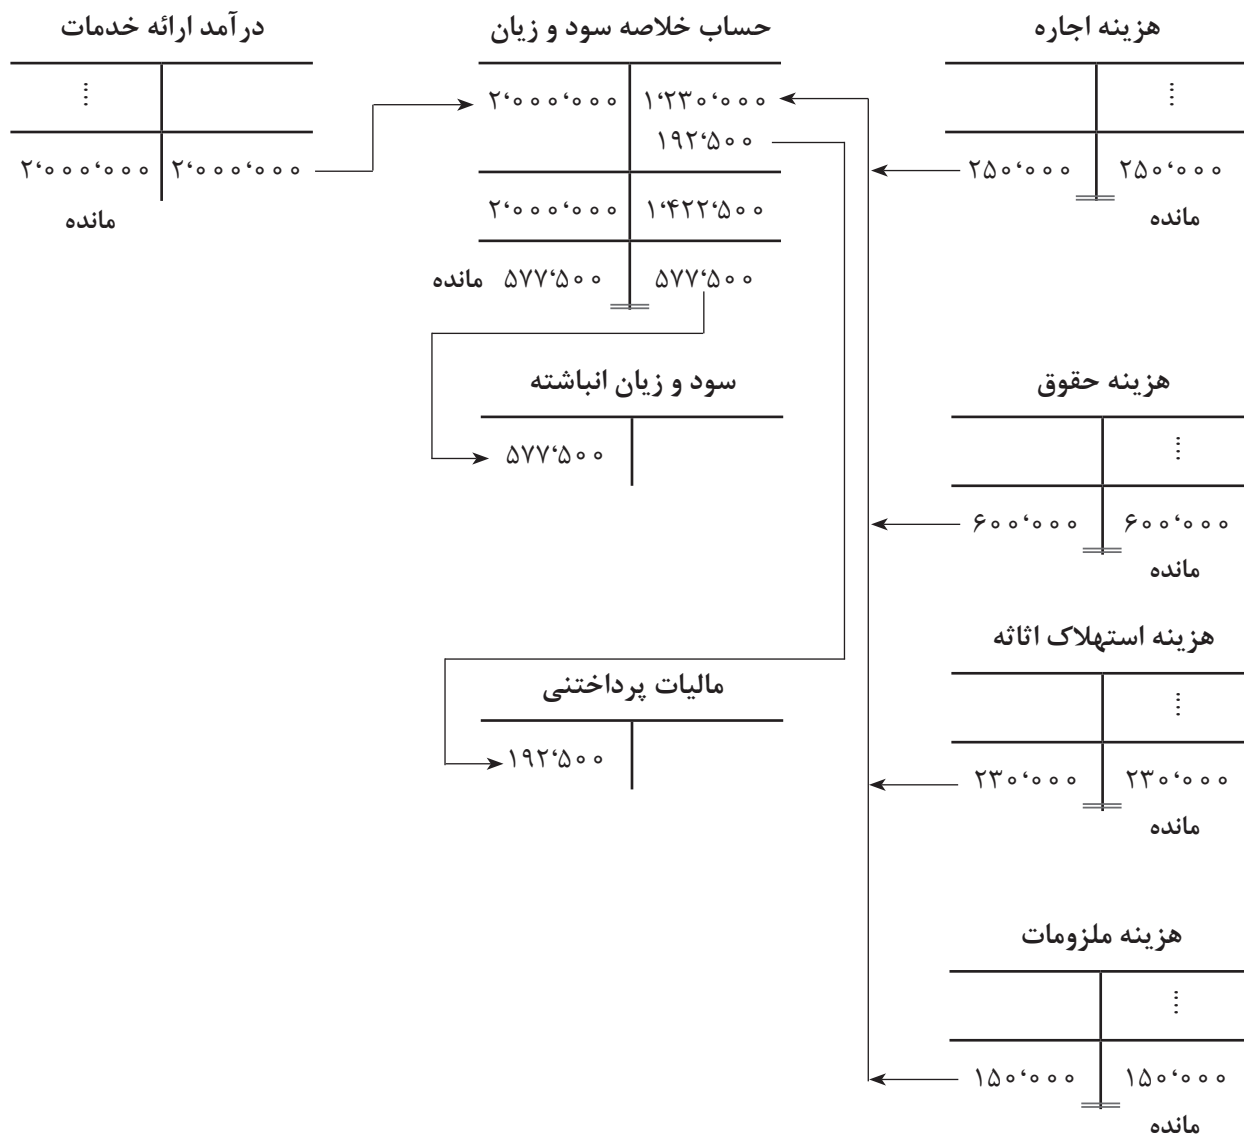 هزینه اجاره
⋮
۲۵۰٬۰۰۰ ۲۵۰٬۰۰۰
مانده
حساب خلاصه سود و زیان
۱٬۲۳۰٬۰۰۰ ۲٬۰۰۰٬۰۰۰
۱۹۲٬۵۰۰
۱٬۴۲۲٬۵۰۰ ۲٬۰۰۰٬۰۰۰
۵۷۷٬۵۰۰ ۵۷۷٬۵۰۰ مانده
درآمد ارائه خدمات
⋮
۲٬۰۰۰٬۰۰۰ ۲٬۰۰۰٬۰۰۰
مانده
هزینه حقوق
⋮
۶۰۰٬۰۰۰ ۶۰۰٬۰۰۰
مانده
سود و زیان انباشته
۵۷۷٬۵۰۰
هزینه استهلاک اثاثه
⋮
۲۳۰٬۰۰۰ ۲۳۰٬۰۰۰
مانده
مالیات پرداختنی
۱۹۲٬۵۰۰
هزینه ملزومات
⋮
۱۵۰٬۰۰۰ ۱۵۰٬۰۰۰
مانده